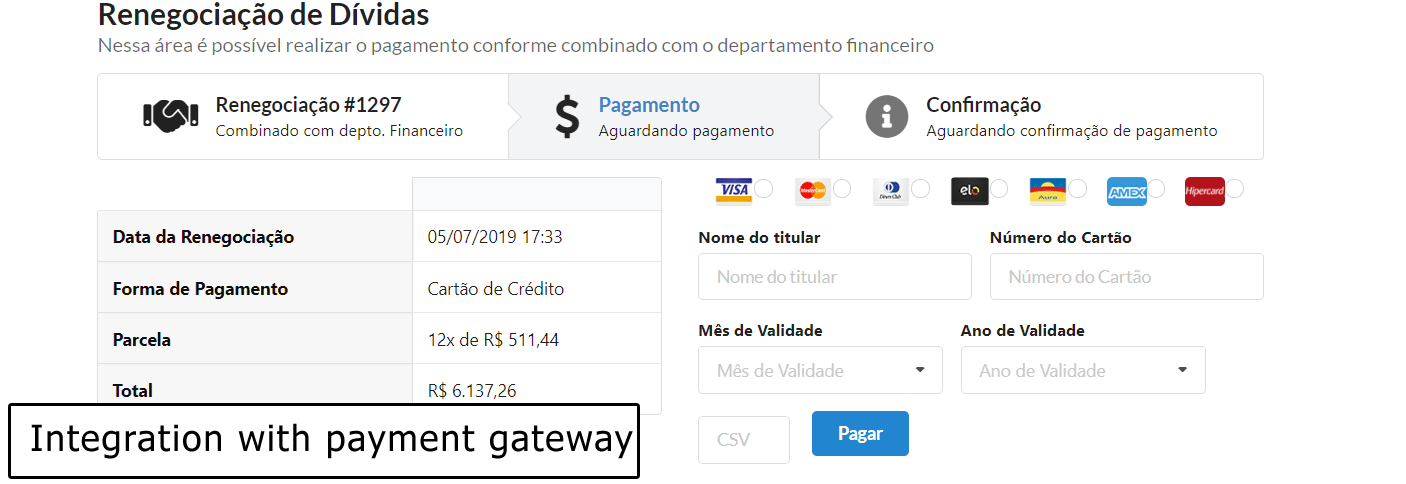 Renegociação de Dívidas
Nessa área é possível realizar o pagamento conforme combinado com o departamento financeiro
Renegociação #1297
Combinado com depto. Financeiro
Pagamento
Aguardando pagamento
Confirmação
Aguardando confirmação de pagamento
VISA MasterCard Diners Club elo Aura AMEX Hipercard
Data da Renegociação 05/07/2019 17:33
Forma de Pagamento Cartão de Crédito
Parcela 12x de R$ 511,44
Total R$ 6.137,26
Nome do titular Número do Cartão
Nome do titular Número do Cartão
Mês de Validade Ano de Validade
Mês de Validade Ano de Validade
CSV Pagar
Integration with payment gateway